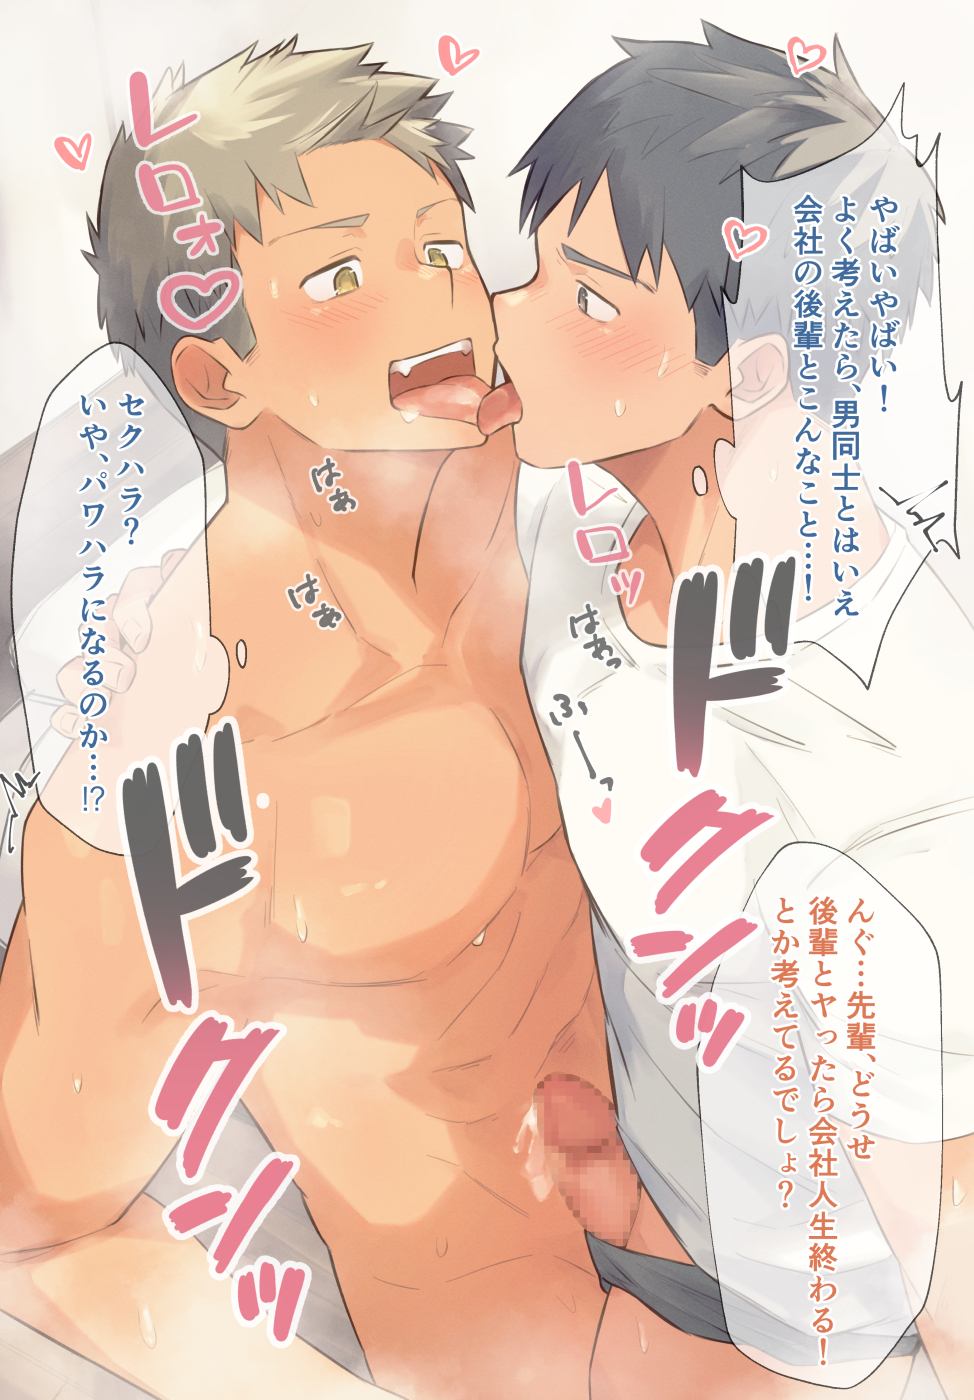 やばいやばい！
よく考えたら、男同士とはいえ
会社の後輩とこんなこと…！
レロォ♡
セクハラ？
いや、パワハラになるのか…⁉
はぁ
はぁ
レロッ
はわっ
ふーっ
ドクンッ
ドクンッ
んぐ…先輩、どうせ
後輩とヤったら会社人生終わる！
とか考えてるでしょ？